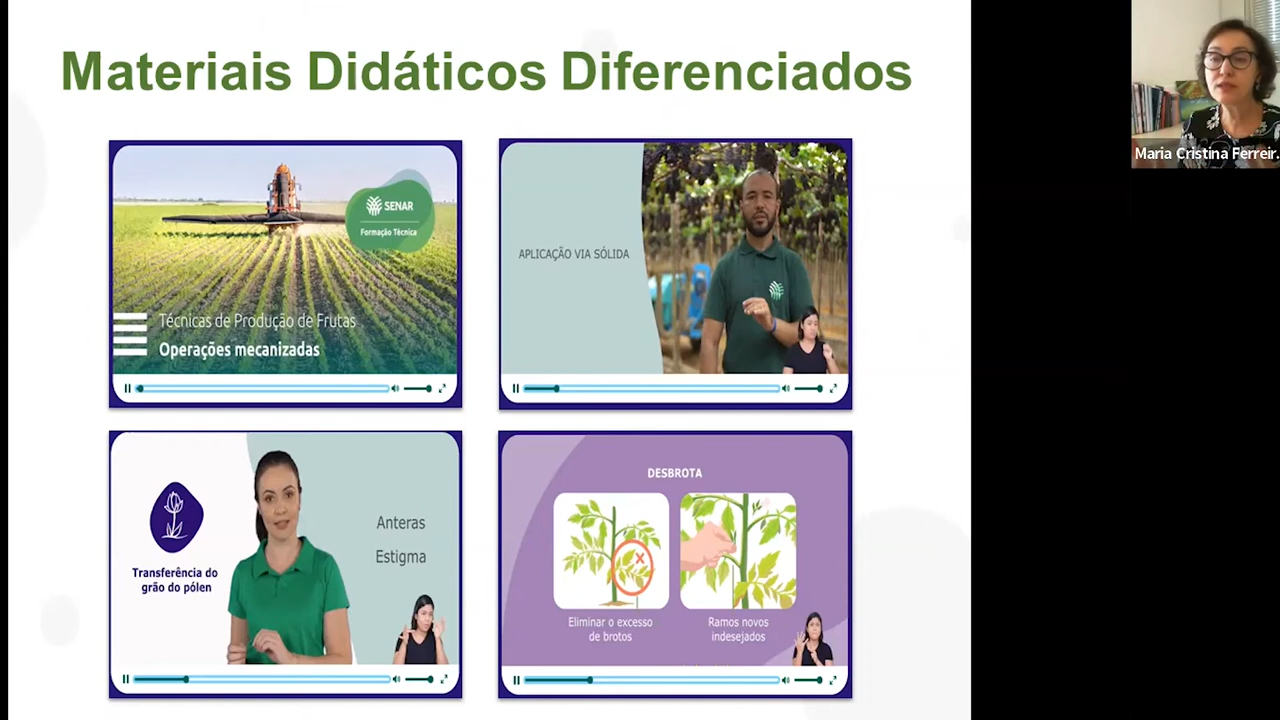 Materiais Didáticos Diferenciados
SENAR
Formação Técnica
Técnicas de Produção de Frutas
Operações mecanizadas
APLICAÇÃO VIA SÓLIDA
Transferência do
grão do pólen
Anteras
Estigma
DESBROTA
Eliminar o excesso
de brotos
Ramos novos
indesejados
Maria Cristina Ferreir.